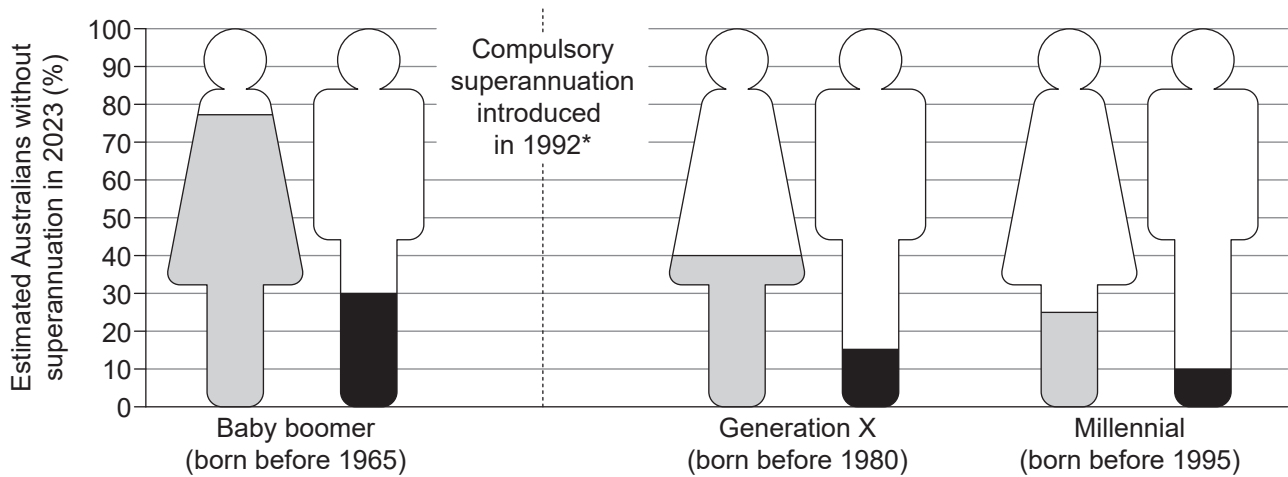 Estimated Australians without
superannuation in 2023 (%)
100
90
80
70
60
50
40
30
20
10
0
Compulsory
superannuation
introduced
in 1992*
Baby boomer
(born before 1965)
Generation X
(born before 1980)
Millennial
(born before 1995)